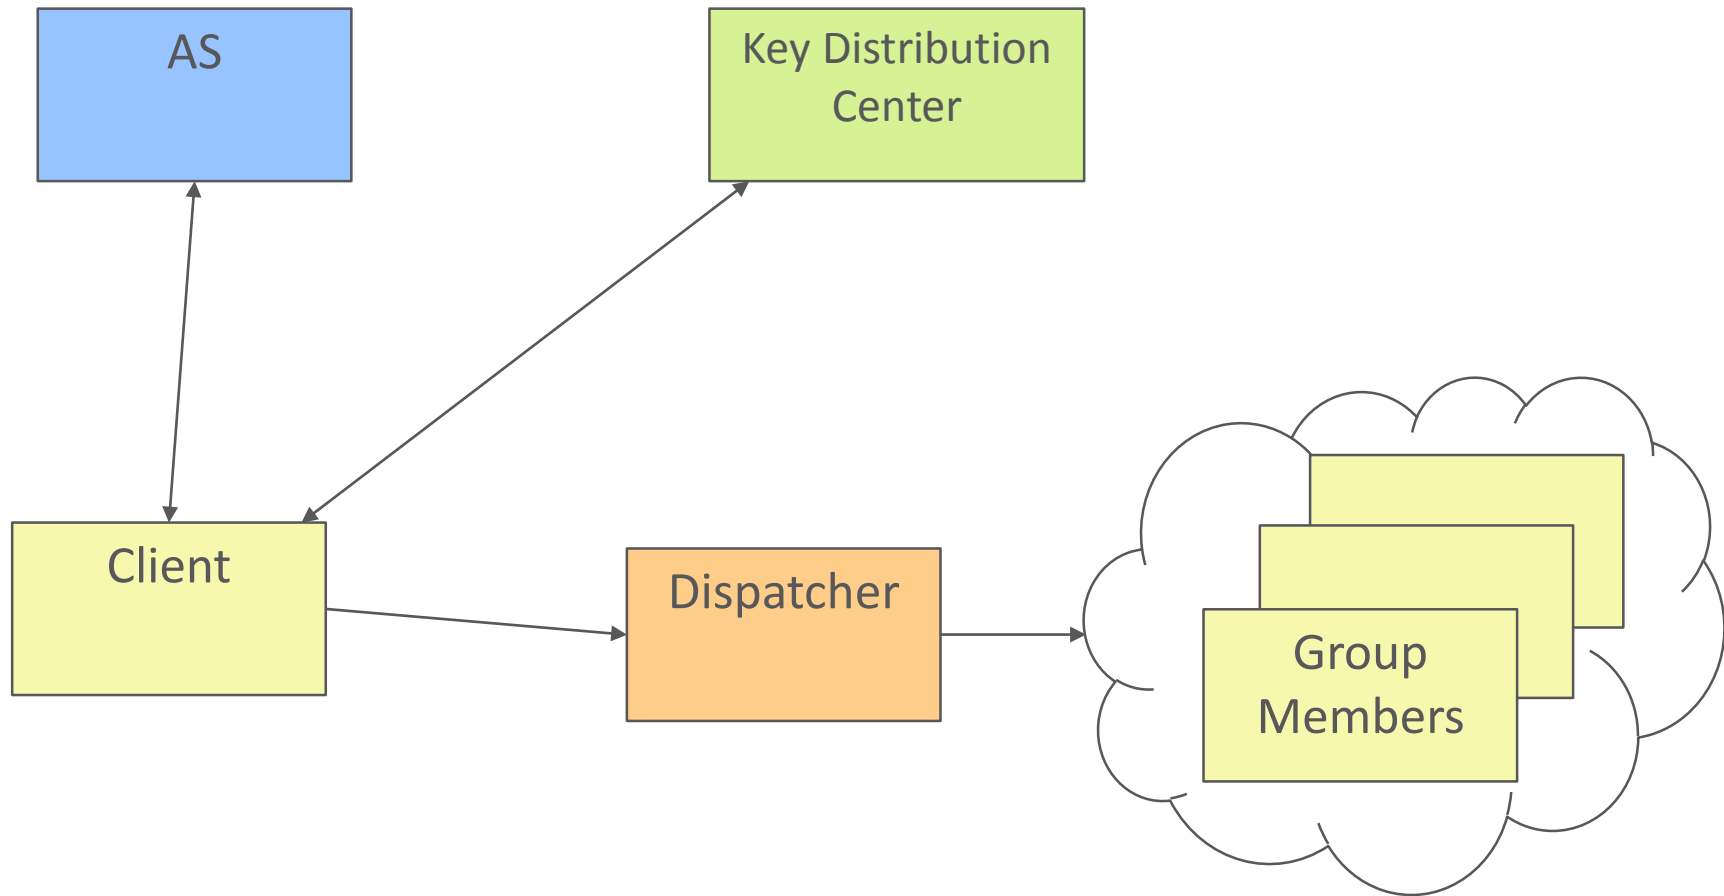 AS
Key Distribution
Center
Client
Dispatcher
Group
Members